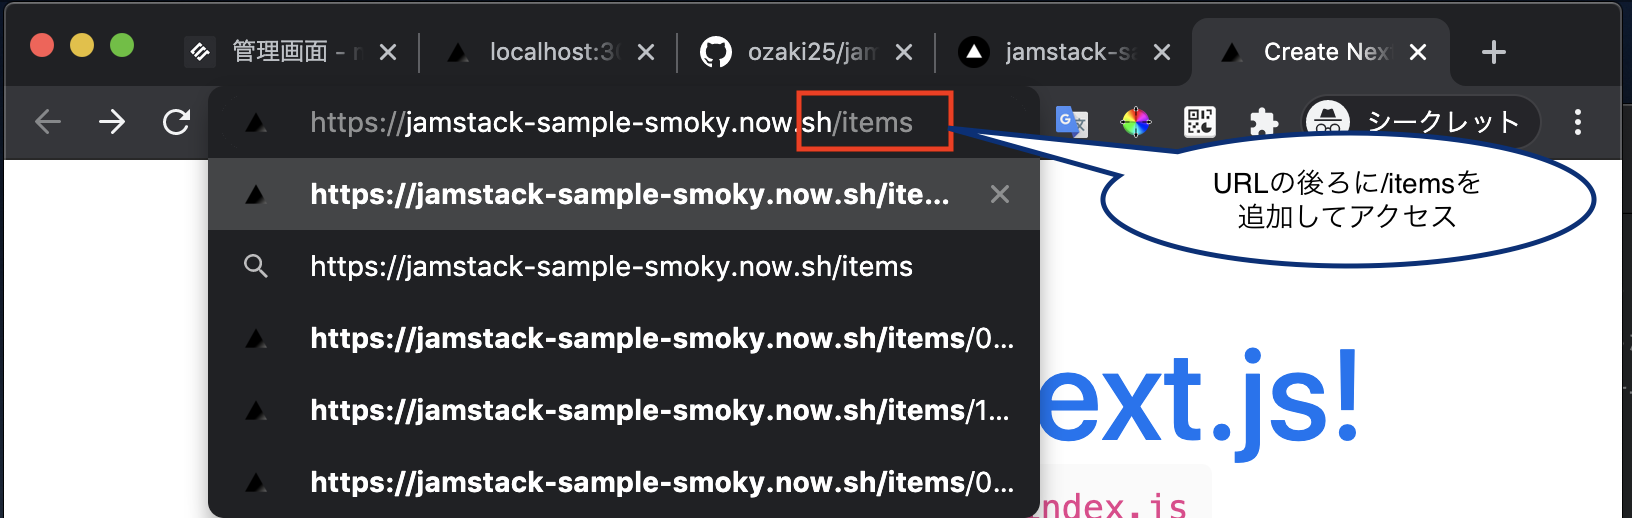 管理画面 -
localhost:30
ozaki25/jam
jamstack-sa
Create Nex
https://jamstack-sample-smoky.now.sh/items
シークレット
https://jamstack-sample-smoky.now.sh/ite...
URLの後ろに/itemsを
追加してアクセス
https://jamstack-sample-smoky.now.sh/items
https://jamstack-sample-smoky.now.sh/items/0...
ext.js!
https://jamstack-sample-smoky.now.sh/items/1...
https://jamstack-sample-smoky.now.sh/items/0...
index.js